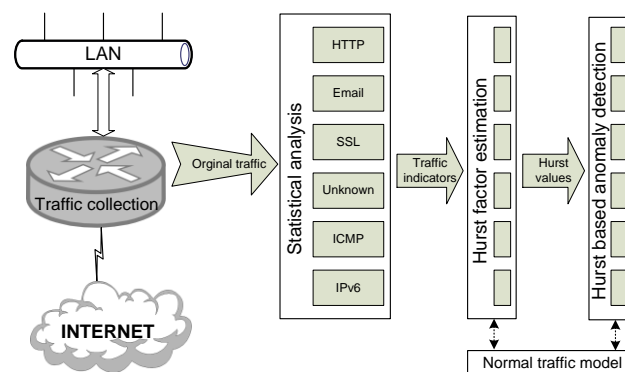 LAN
Traffic collection
INTERNET
Orginal traffic
Statistical analysis
HTTP
Email
SSL
Unknown
ICMP
IPv6
Traffic
indicators
Hurst factor estimation
Hurst
values
Hurst based anomaly detection
Normal traffic model